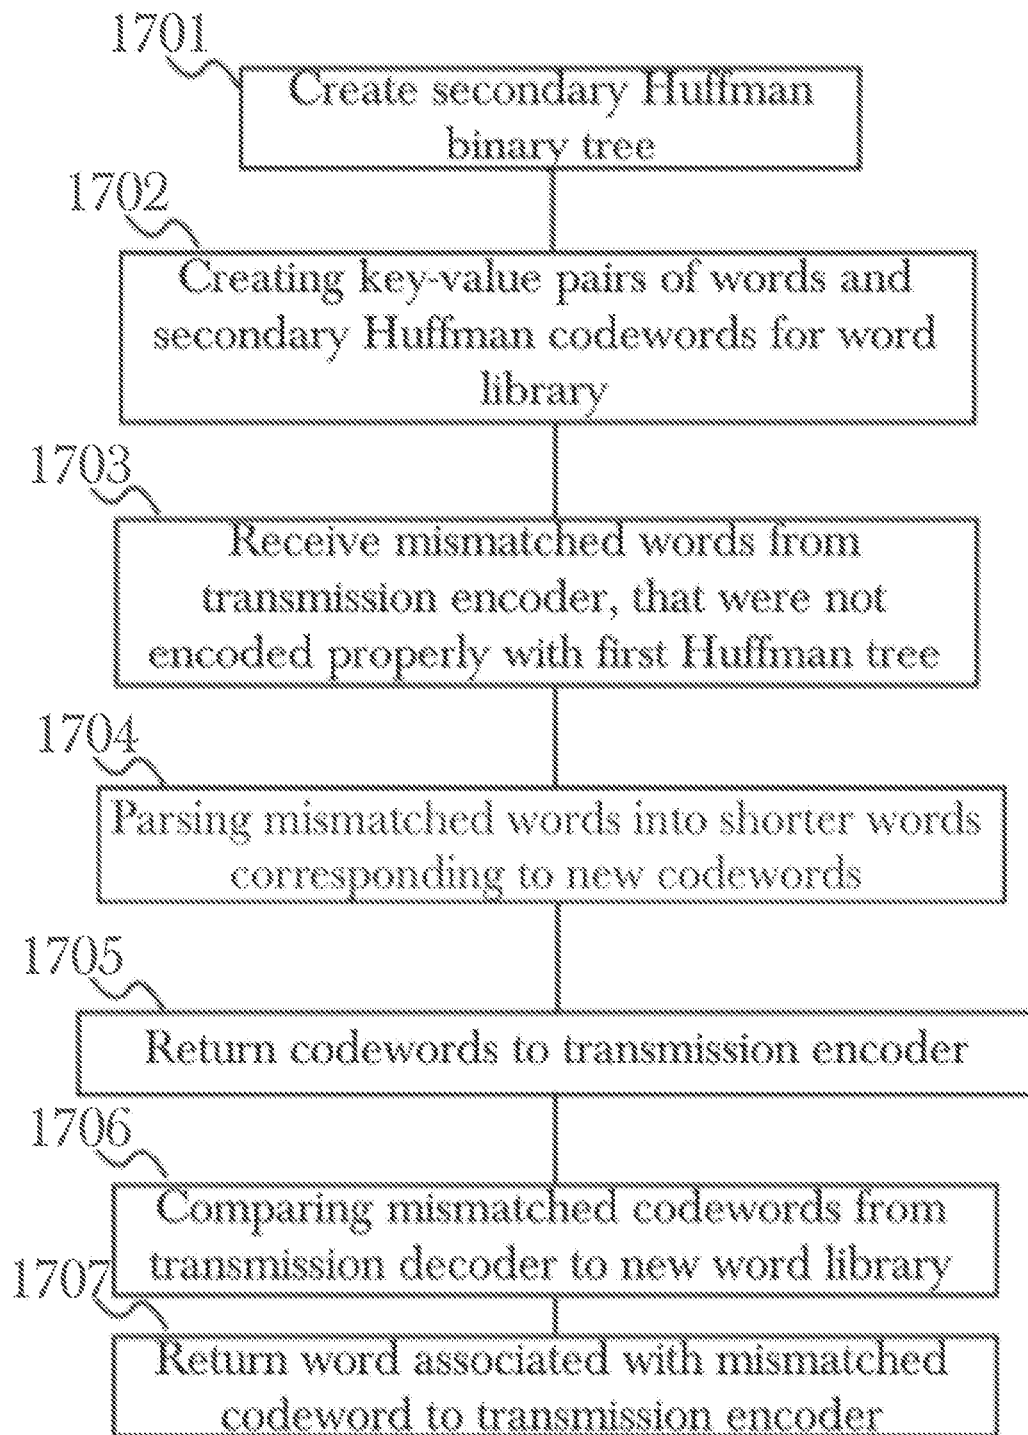 1701
Create secondary Huffman
binary tree
1702
Creating key-value pairs of words and
secondary Huffman codewords for word
library
1703
Receive mismatched words from
transmission encoder, that were not
encoded properly with first Huffman tree
1704
Parsing mismatched words into shorter words
corresponding to new codewords
1705
Return codewords to transmission encoder
1706
Comparing mismatched codewords from
transmission decoder to new word library
1707
Return word associated with mismatched
codeword to transmission encoder